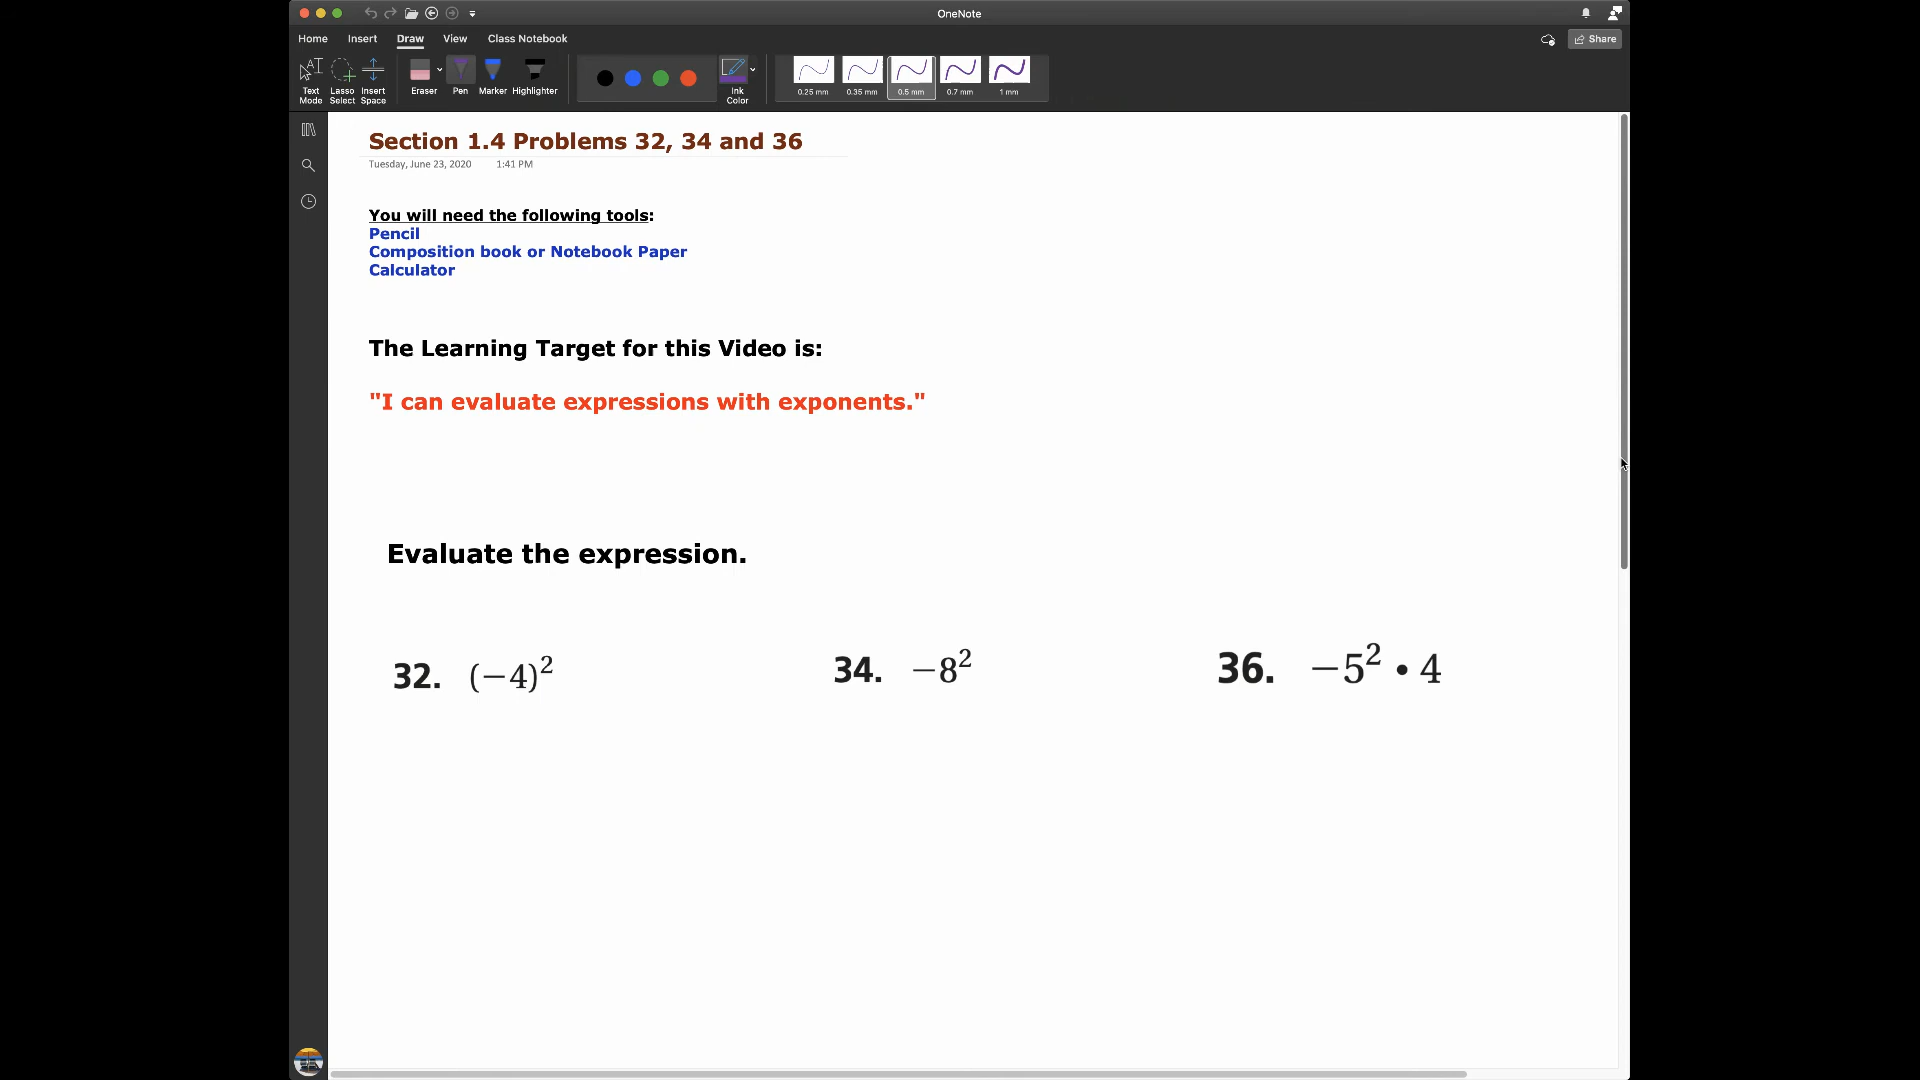 OneNote
Home Insert Draw View Class Notebook
Share
Text Mode
Lasso Select
Insert Space
Eraser
Pen
Marker
Highlighter
Ink Color
0.25 mm
0.35 mm
0.5 mm
0.7 mm
1 mm
Section 1.4 Problems 32, 34 and 36
Tuesday, June 23, 2020 1:41 PM
You will need the following tools:
Pencil
Composition book or Notebook Paper
Calculator
The Learning Target for this Video is:
"I can evaluate expressions with exponents."
Evaluate the expression.
32. (−4)²
34. −8²
36. −5² • 4